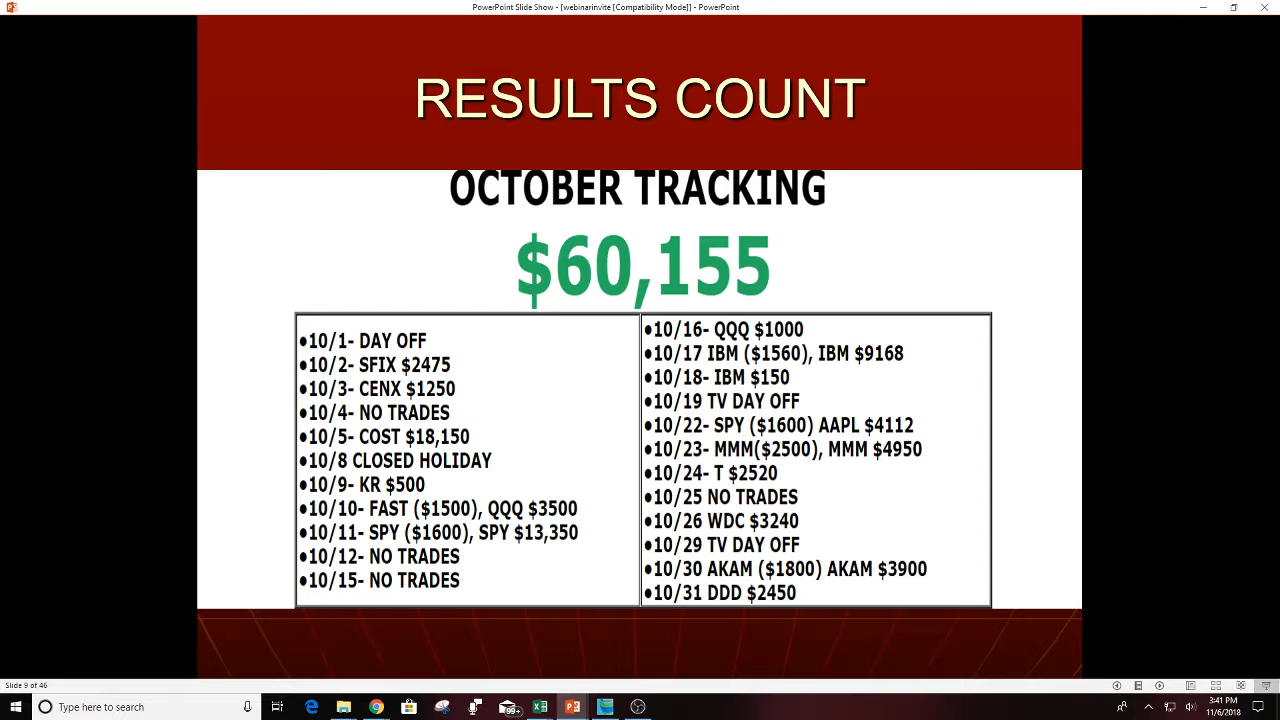 PowerPoint Slide Show - [webinarinvite [Compatibility Mode]] - PowerPoint
RESULTS COUNT
OCTOBER TRACKING
$60,155
•10/1- DAY OFF
•10/2- SFIX $2475
•10/3- CENX $1250
•10/4- NO TRADES
•10/5- COST $18,150
•10/8 CLOSED HOLIDAY
•10/9- KR $500
•10/10- FAST ($1500), QQQ $3500
•10/11- SPY ($1600), SPY $13,350
•10/12- NO TRADES
•10/15- NO TRADES
•10/16- QQQ $1000
•10/17 IBM ($1560), IBM $9168
•10/18- IBM $150
•10/19 TV DAY OFF
•10/22- SPY ($1600) AAPL $4112
•10/23- MMM($2500), MMM $4950
•10/24- T $2520
•10/25 NO TRADES
•10/26 WDC $3240
•10/29 TV DAY OFF
•10/30 AKAM ($1800) AKAM $3900
•10/31 DDD $2450
Slide 9 of 46
Type here to search
99+
3:41 PM
11/6/2018